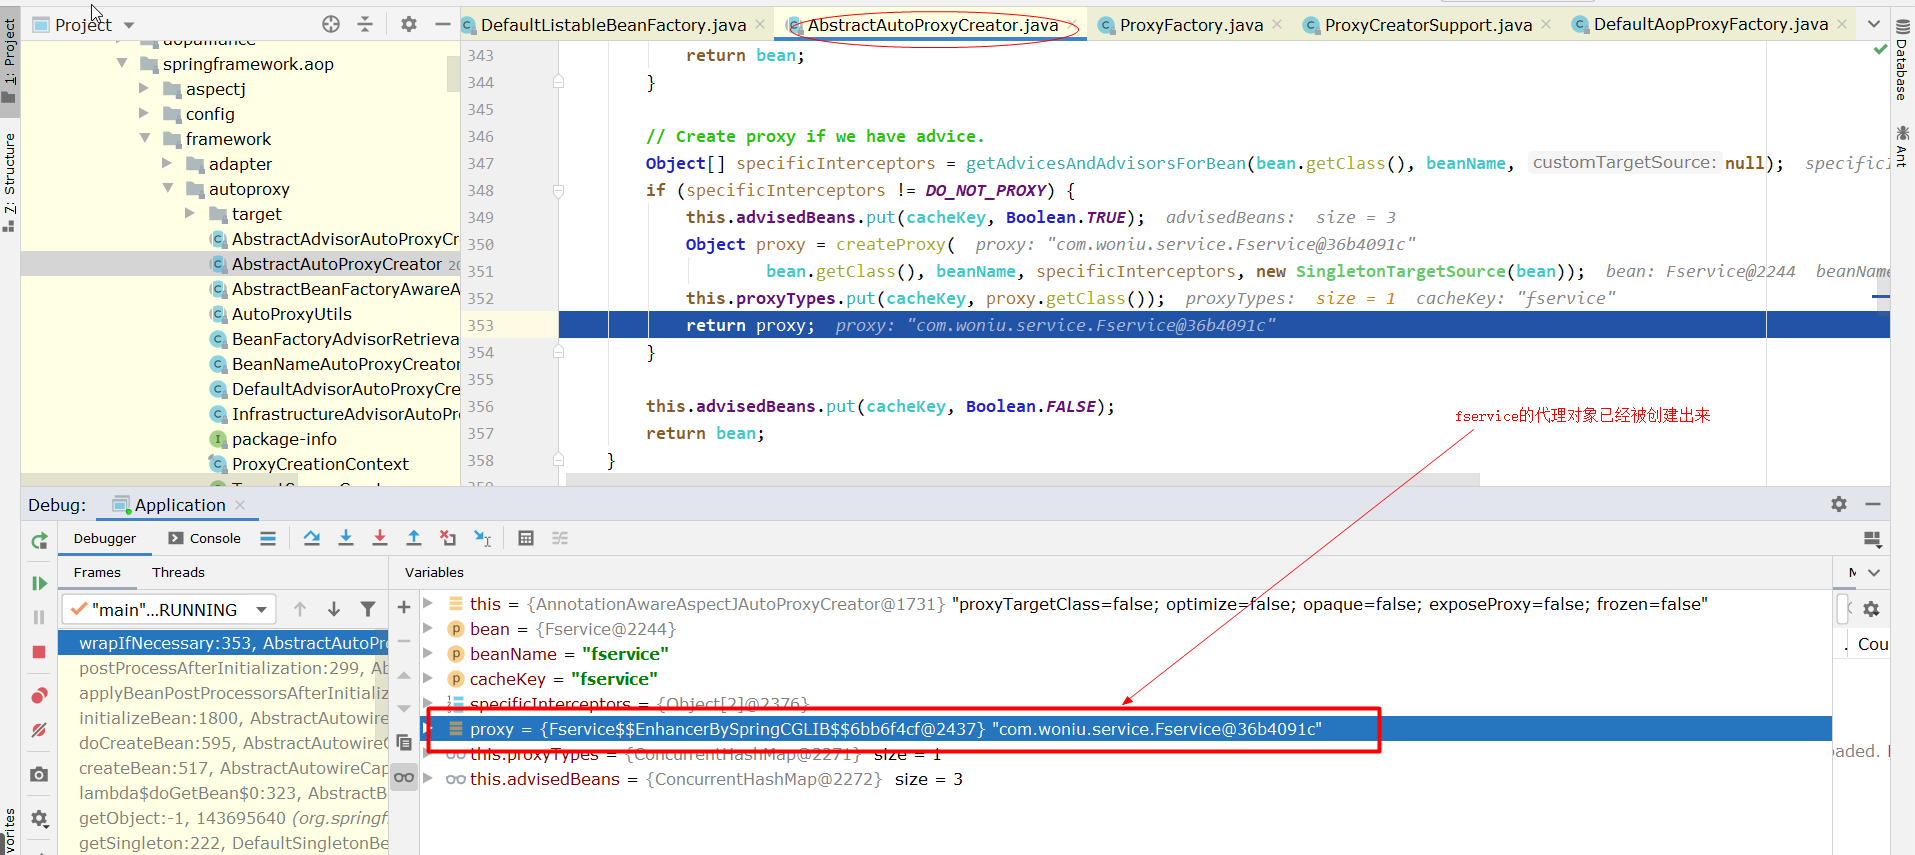 Project
DefaultListableBeanFactory.java
AbstractAutoProxyCreator.java
ProxyFactory.java
ProxyCreatorSupport.java
DefaultAopProxyFactory.java
1: Project
7: Structure
Database
Ant
springframework.aop
aspectj
config
framework
adapter
autoproxy
target
AbstractAdvisorAutoProxyCr
AbstractAutoProxyCreator 20
AbstractBeanFactoryAwareA
AutoProxyUtils
BeanFactoryAdvisorRetrieva
BeanNameAutoProxyCreator
DefaultAdvisorAutoProxyCre
InfrastructureAdvisorAutoPro
package-info
ProxyCreationContext
343 return bean;
344 }
345
346 // Create proxy if we have advice.
347 Object[] specificInterceptors = getAdvicesAndAdvisorsForBean(bean.getClass(), beanName, customTargetSource: null); specificI
348 if (specificInterceptors != DO_NOT_PROXY) {
349 this.advisedBeans.put(cacheKey, Boolean.TRUE); advisedBeans: size = 3
350 Object proxy = createProxy( proxy: "com.woniu.service.Fservice@36b4091c"
351 bean.getClass(), beanName, specificInterceptors, new SingletonTargetSource(bean)); bean: Fservice@2244 beanName
352 this.proxyTypes.put(cacheKey, proxy.getClass()); proxyTypes: size = 1 cacheKey: "fservice"
353 return proxy; proxy: "com.woniu.service.Fservice@36b4091c"
354 }
355
356 this.advisedBeans.put(cacheKey, Boolean.FALSE);
357 return bean;
358 }
fservice的代理对象已经被创建出来
Debug: Application
Debugger
Console
Frames
Threads
Variables
"main"...RUNNING
wrapIfNecessary:353, AbstractAutoPro
postProcessAfterInitialization:299, Ab
applyBeanPostProcessorsAfterInitializ
initializeBean:1800, AbstractAutowire
doCreateBean:595, AbstractAutowireC
createBean:517, AbstractAutowireCap
lambda$doGetBean$0:323, AbstractB
getObject:-1, 143695640 (org.springf
getSingleton:222, DefaultSingletonBe
this = {AnnotationAwareAspectJAutoProxyCreator@1731} "proxyTargetClass=false; optimize=false; opaque=false; exposeProxy=false; frozen=false"
bean = {Fservice@2244}
beanName = "fservice"
cacheKey = "fservice"
specificInterceptors = {Object[2]@2376}
proxy = {Fservice$$EnhancerBySpringCGLIB$$6bb6f4cf@2437} "com.woniu.service.Fservice@36b4091c"
this.proxyTypes = {ConcurrentHashMap@2271} size = 1
this.advisedBeans = {ConcurrentHashMap@2272} size = 3
Cou
oaded.
vorites